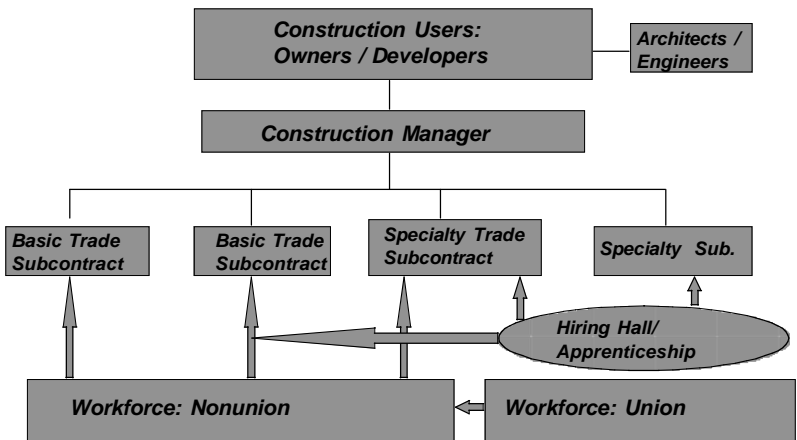 Construction Users:
Owners / Developers
Architects /
Engineers
Construction Manager
Basic Trade
Subcontract
Basic Trade
Subcontract
Specialty Trade
Subcontract
Specialty Sub.
Hiring Hall/
Apprenticeship
Workforce: Nonunion
Workforce: Union